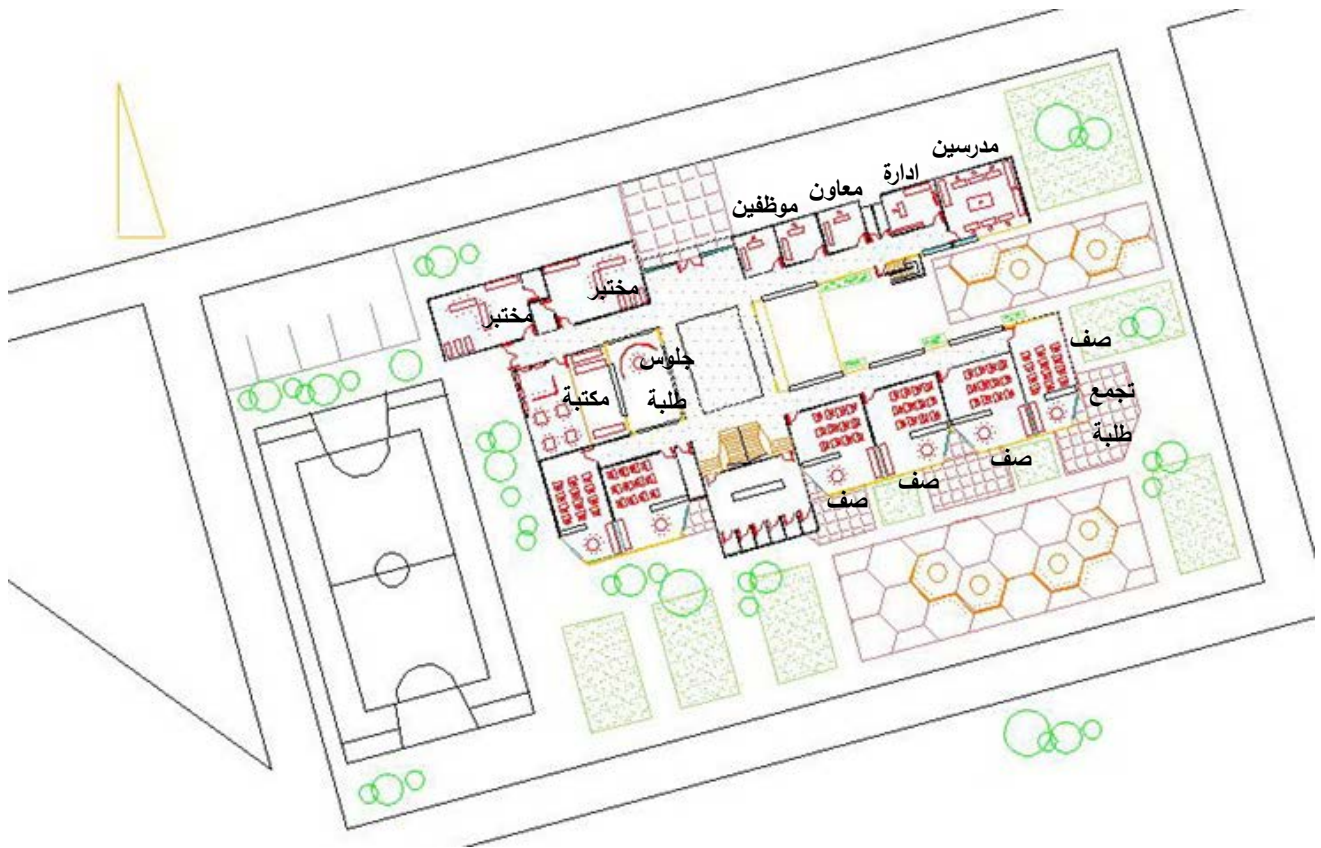 مدرسين
ادارة
معاون
موظفين
مختبر
مختبر
جلوس
طلبة
مكتبة
صف
تجمع
طلبة
صف
صف
صف